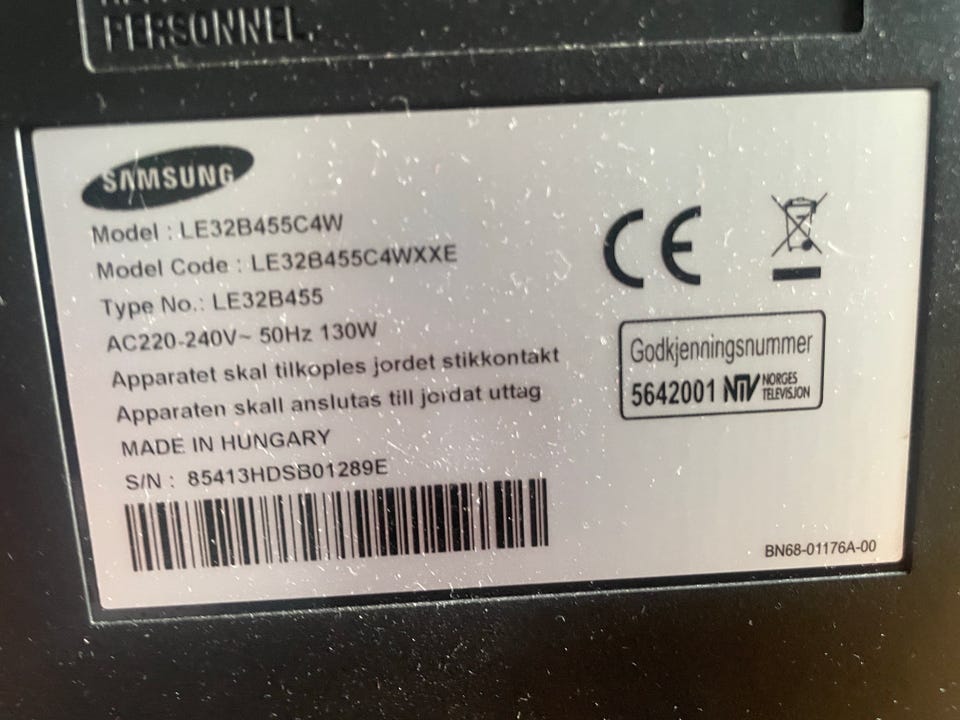 PERSONNEL.
SAMSUNG
Model : LE32B455C4W
Model Code : LE32B455C4WXXE
Type No.: LE32B455
AC220-240V~ 50Hz 130W
Apparatet skal tilkoples jordet stikkontakt
Apparaten skall anslutas till jordat uttag
MADE IN HUNGARY
S/N : 85413HDSB01289E
CE
Godkjenningsnummer
5642001 NTV NORGES
TELEVISJON
BN68-01176A-00